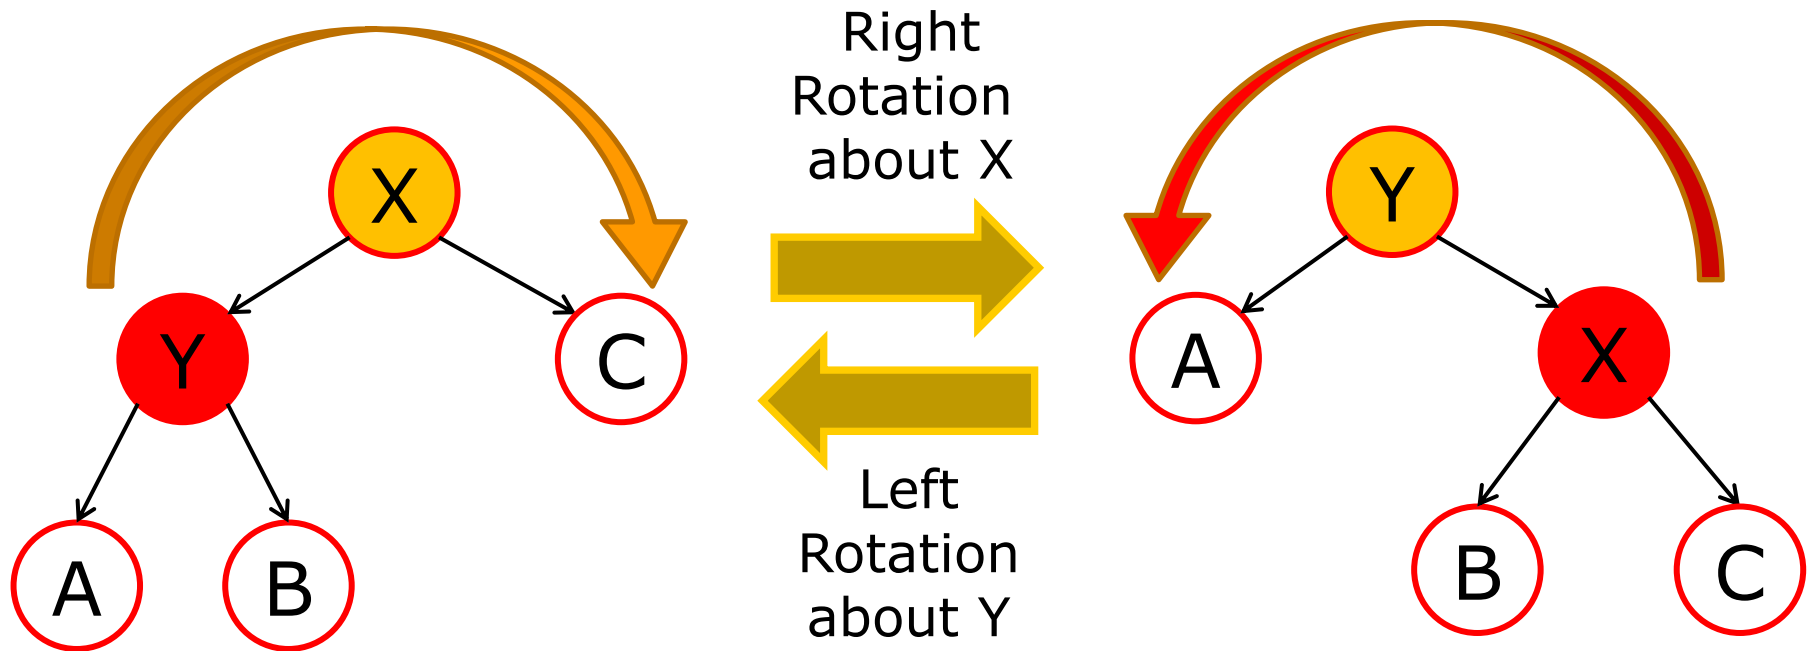 X
Y
C
A
B
Right
Rotation
about X
Left
Rotation
about Y
Y
A
X
B
C